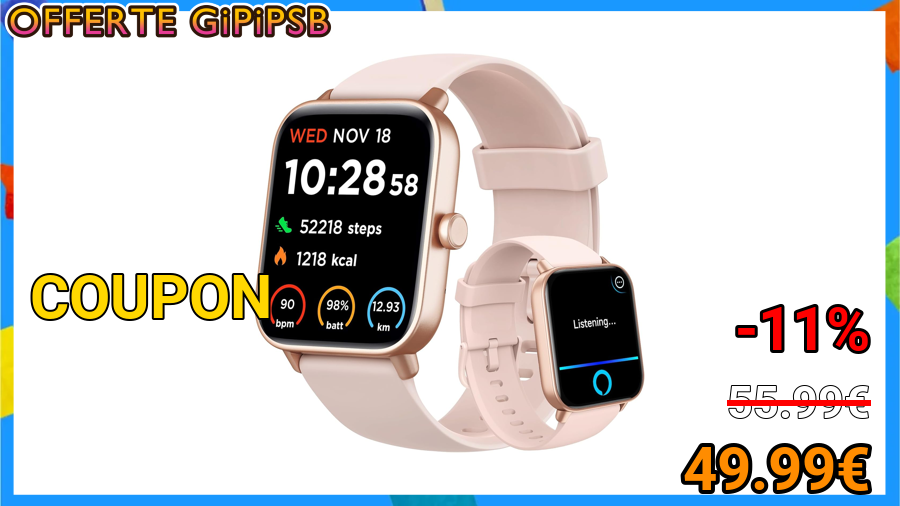 OFFERTE GiPiPSB
WED NOV 18
10:28 58
52218 steps
1218 kcal
90 bpm
98% batt
12.93 km
Listening...
COUPON
-11%
55.99€
49.99€